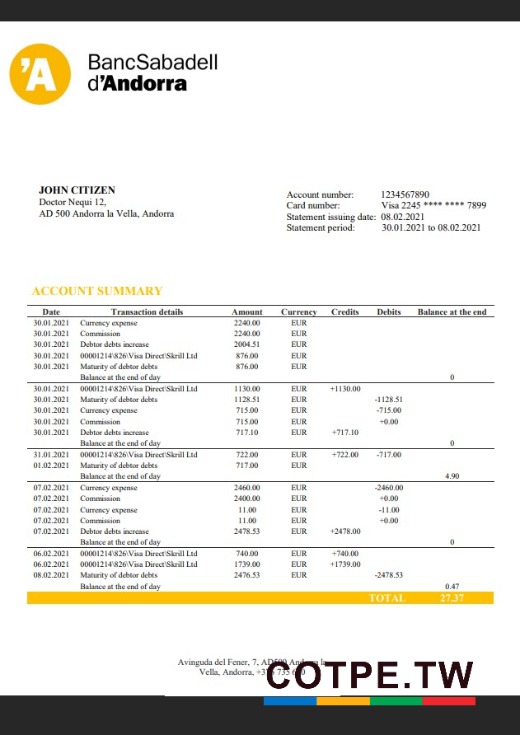 'A BancSabadell
d'Andorra
JOHN CITIZEN
Doctor Nequi 12,
AD 500 Andorra la Vella, Andorra
Account number: 1234567890
Card number: Visa 2245 **** **** 7899
Statement issuing date: 08.02.2021
Statement period: 30.01.2021 to 08.02.2021
ACCOUNT SUMMARY
Date Transaction details Amount Currency Credits Debits Balance at the end
30.01.2021 Currency expense 2240.00 EUR
30.01.2021 Commission 2240.00 EUR
30.01.2021 Debtor debts increase 2004.51 EUR
30.01.2021 00001214\826\Visa Direct\Skrill Ltd 876.00 EUR
30.01.2021 Maturity of debtor debts 876.00 EUR
Balance at the end of day 0
30.01.2021 00001214\826\Visa Direct\Skrill Ltd 1130.00 EUR +1130.00
30.01.2021 Maturity of debtor debts 1128.51 EUR -1128.51
30.01.2021 Currency expense 715.00 EUR -715.00
30.01.2021 Commission 715.00 EUR +0.00
30.01.2021 Debtor debts increase 717.10 EUR +717.10
Balance at the end of day 0
31.01.2021 00001214\826\Visa Direct\Skrill Ltd 722.00 EUR +722.00 -717.00
01.02.2021 Maturity of debtor debts 717.00 EUR
Balance at the end of day 4.90
07.02.2021 Currency expense 2460.00 EUR -2460.00
07.02.2021 Commission 2400.00 EUR +0.00
07.02.2021 Currency expense 11.00 EUR -11.00
07.02.2021 Commission 11.00 EUR +0.00
07.02.2021 Debtor debts increase 2478.53 EUR +2478.00
Balance at the end of day 0
06.02.2021 00001214\826\Visa Direct\Skrill Ltd 740.00 EUR +740.00
06.02.2021 00001214\826\Visa Direct\Skrill Ltd 1739.00 EUR +1739.00
08.02.2021 Maturity of debtor debts 2476.53 EUR -2478.53
Balance at the end of day 0.47
TOTAL 27.37
Avinguda del Fener, 7, Andorra la
Vella, Andorra,
COTPE.TW